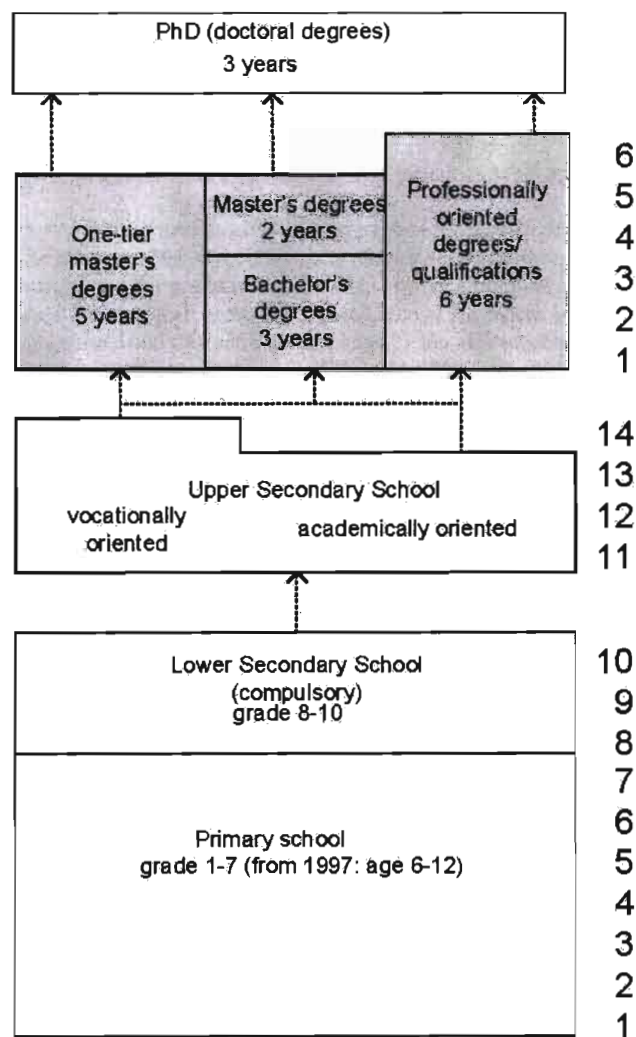 PhD (doctoral degrees)
3 years
6
5
4
3
2
1
One-tier
master's
degrees
5 years
Master's degrees
2 years
Bachelor's
degrees
3 years
Professionally
oriented
degrees/
qualifications
6 years
14
13
12
11
Upper Secondary School
vocationally
oriented
academically oriented
Lower Secondary School
(compulsory)
grade 8-10
10
9
8
Primary school
grade 1-7 (from 1997: age 6-12)
7
6
5
4
3
2
1